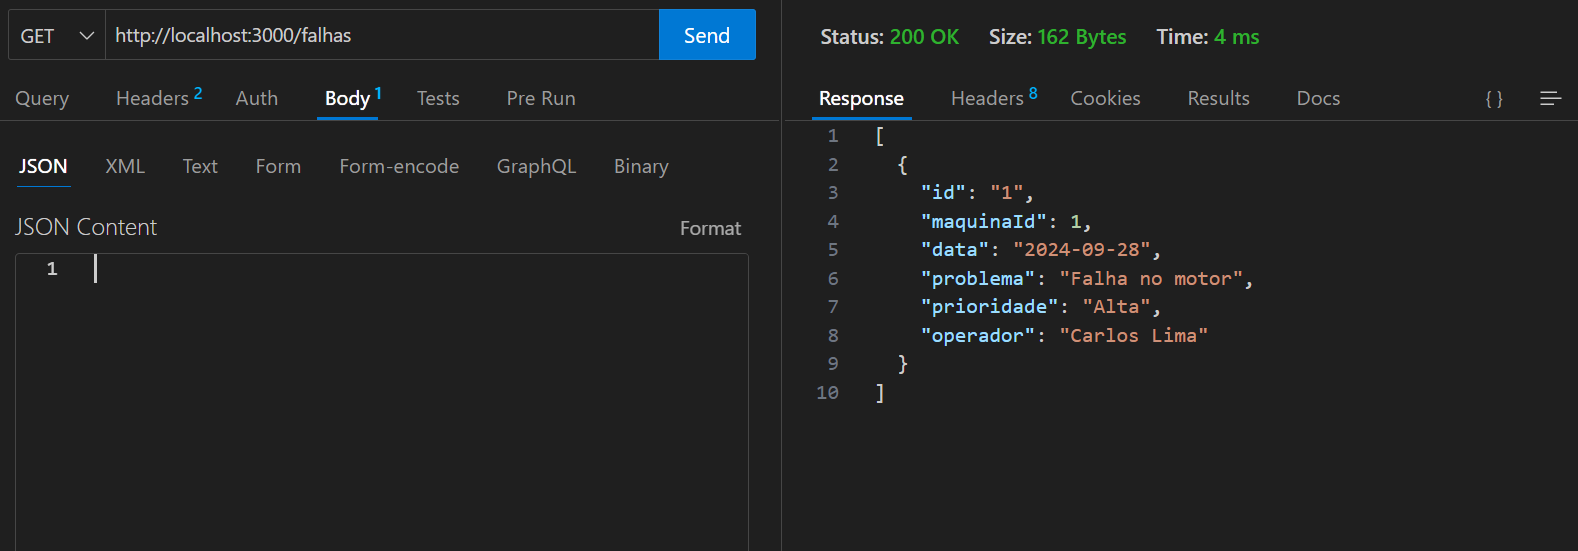 GET http://localhost:3000/falhas Send
Query Headers 2 Auth Body 1 Tests Pre Run
JSON XML Text Form Form-encode GraphQL Binary
JSON Content Format
1
Status: 200 OK Size: 162 Bytes Time: 4 ms
Response Headers 8 Cookies Results Docs { }
1 [
2 {
3 "id": "1",
4 "maquinaId": 1,
5 "data": "2024-09-28",
6 "problema": "Falha no motor",
7 "prioridade": "Alta",
8 "operador": "Carlos Lima"
9 }
10 ]